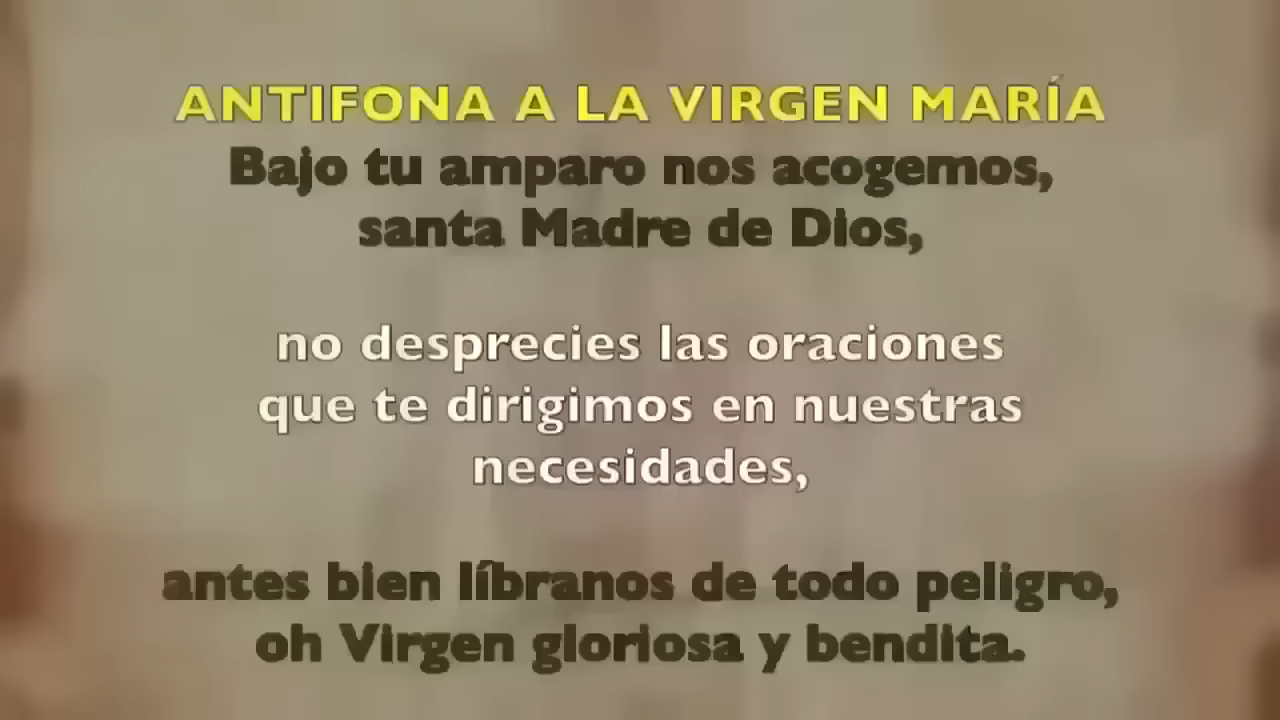 ANTIFONA A LA VIRGEN MARÍA
Bajo tu amparo nos acogemos,
santa Madre de Dios,
no desprecies las oraciones
que te dirigimos en nuestras
necesidades,
antes bien líbranos de todo peligro,
oh Virgen gloriosa y bendita.